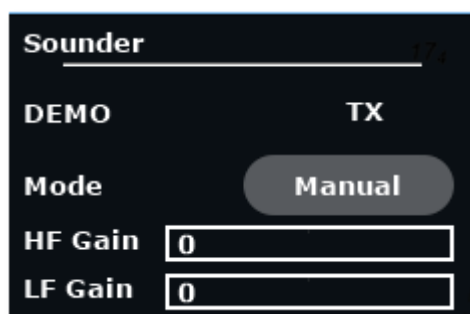 Sounder
DEMO TX
Mode Manual
HF Gain 0
LF Gain 0